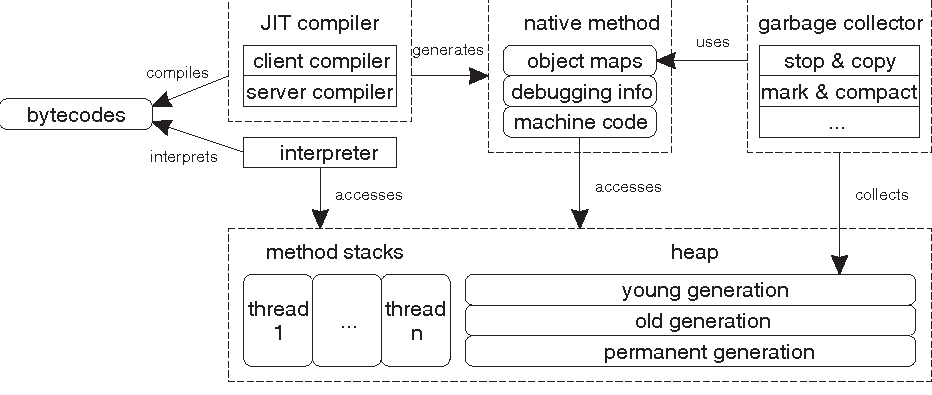 JIT compiler
client compiler
server compiler
generates
native method
object maps
debugging info
machine code
uses
garbage collector
stop & copy
mark & compact
...
compiles
bytecodes
interprets
interpreter
accesses
accesses
collects
method stacks
thread
1
...
thread
n
heap
young generation
old generation
permanent generation